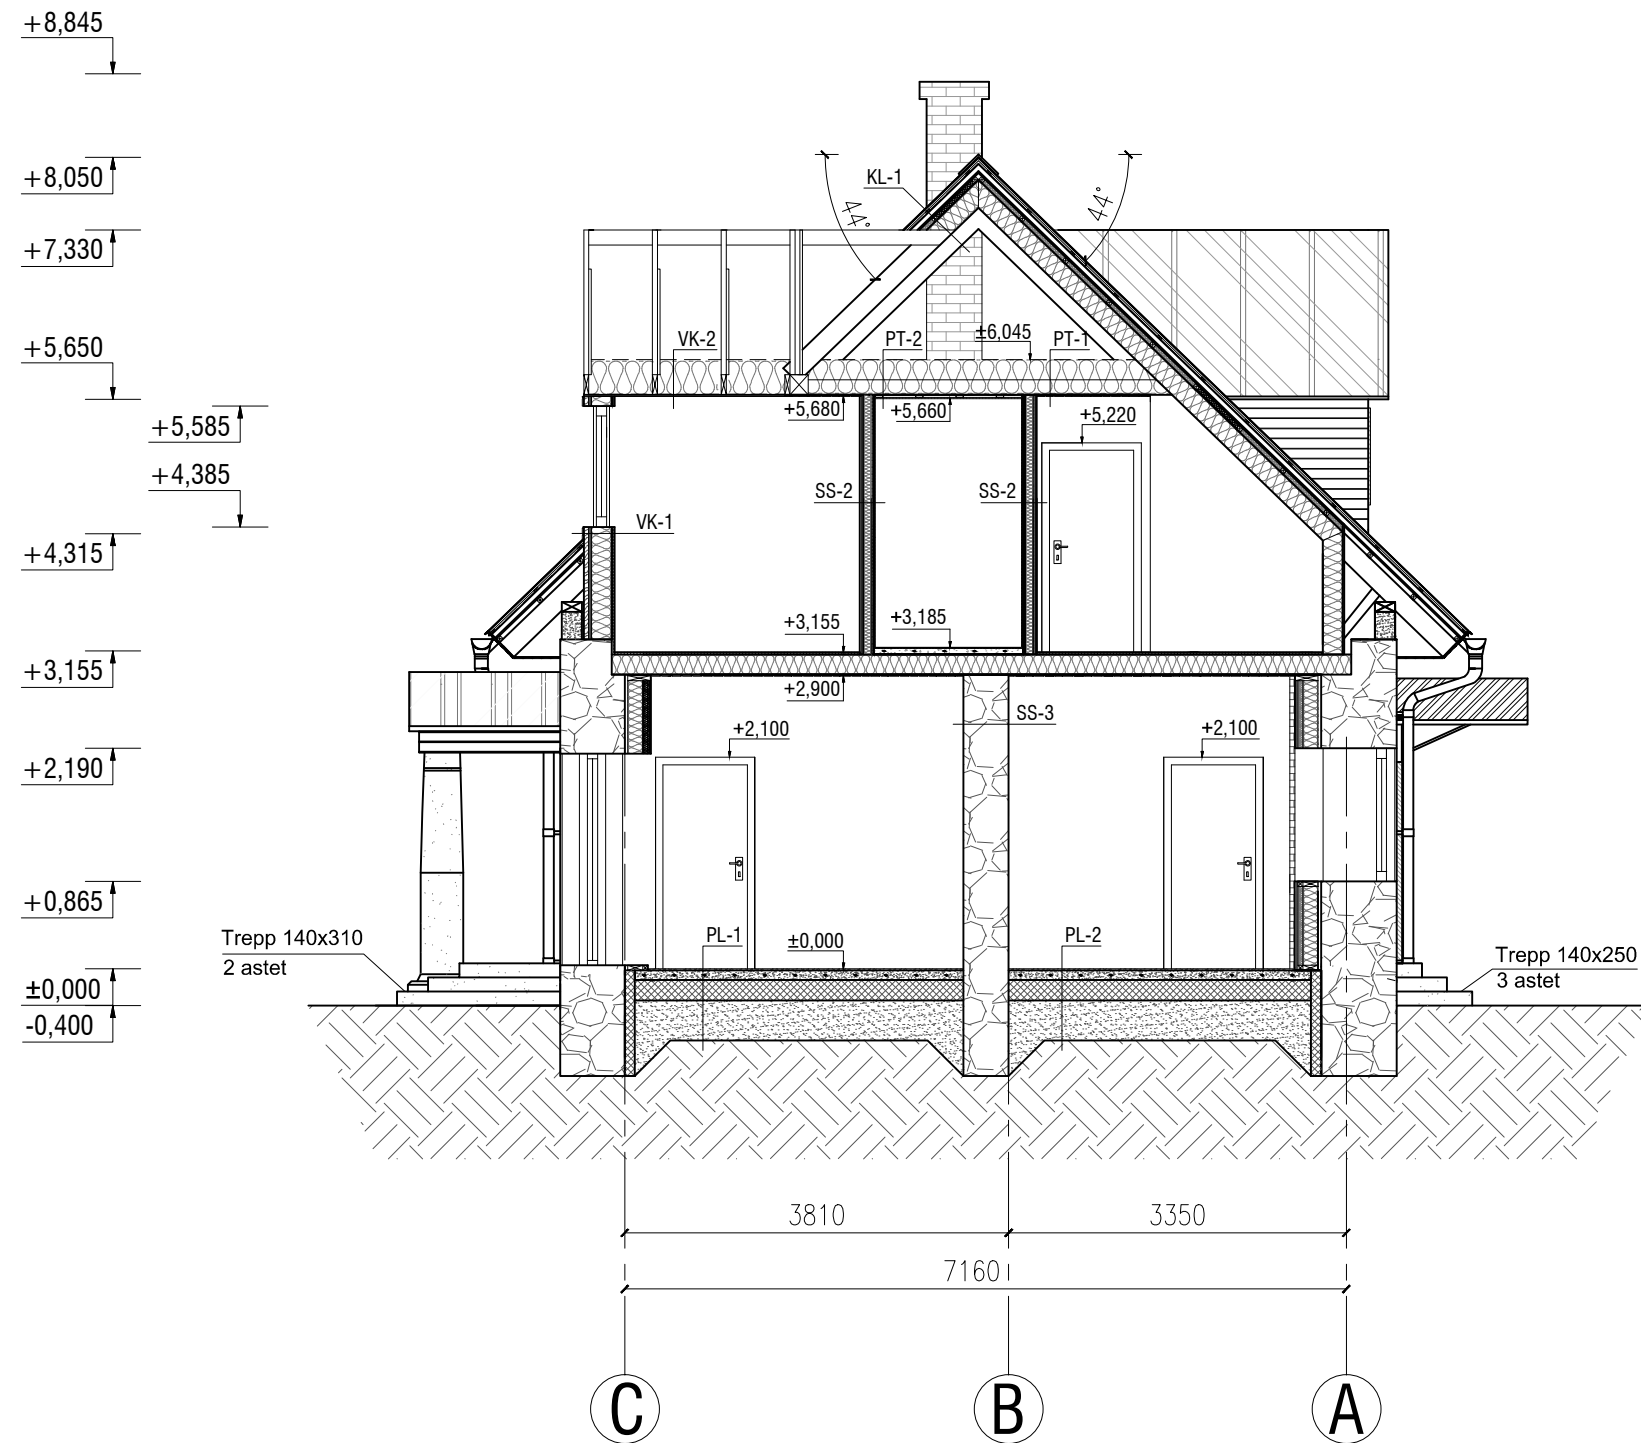 +8,845
+8,050
+7,330
+5,650
+5,585
+4,385
+4,315
+3,155
+2,190
+0,865
±0,000
-0,400
KL-1
44°
44°
VK-2
PT-2
±6,045
PT-1
+5,680
+5,660
+5,220
SS-2
SS-2
VK-1
+3,155
+3,185
+2,900
SS-3
+2,100
+2,100
PL-1
±0,000
PL-2
Trepp 140x310
2 astet
Trepp 140x250
3 astet
3810
3350
7160
C
B
A